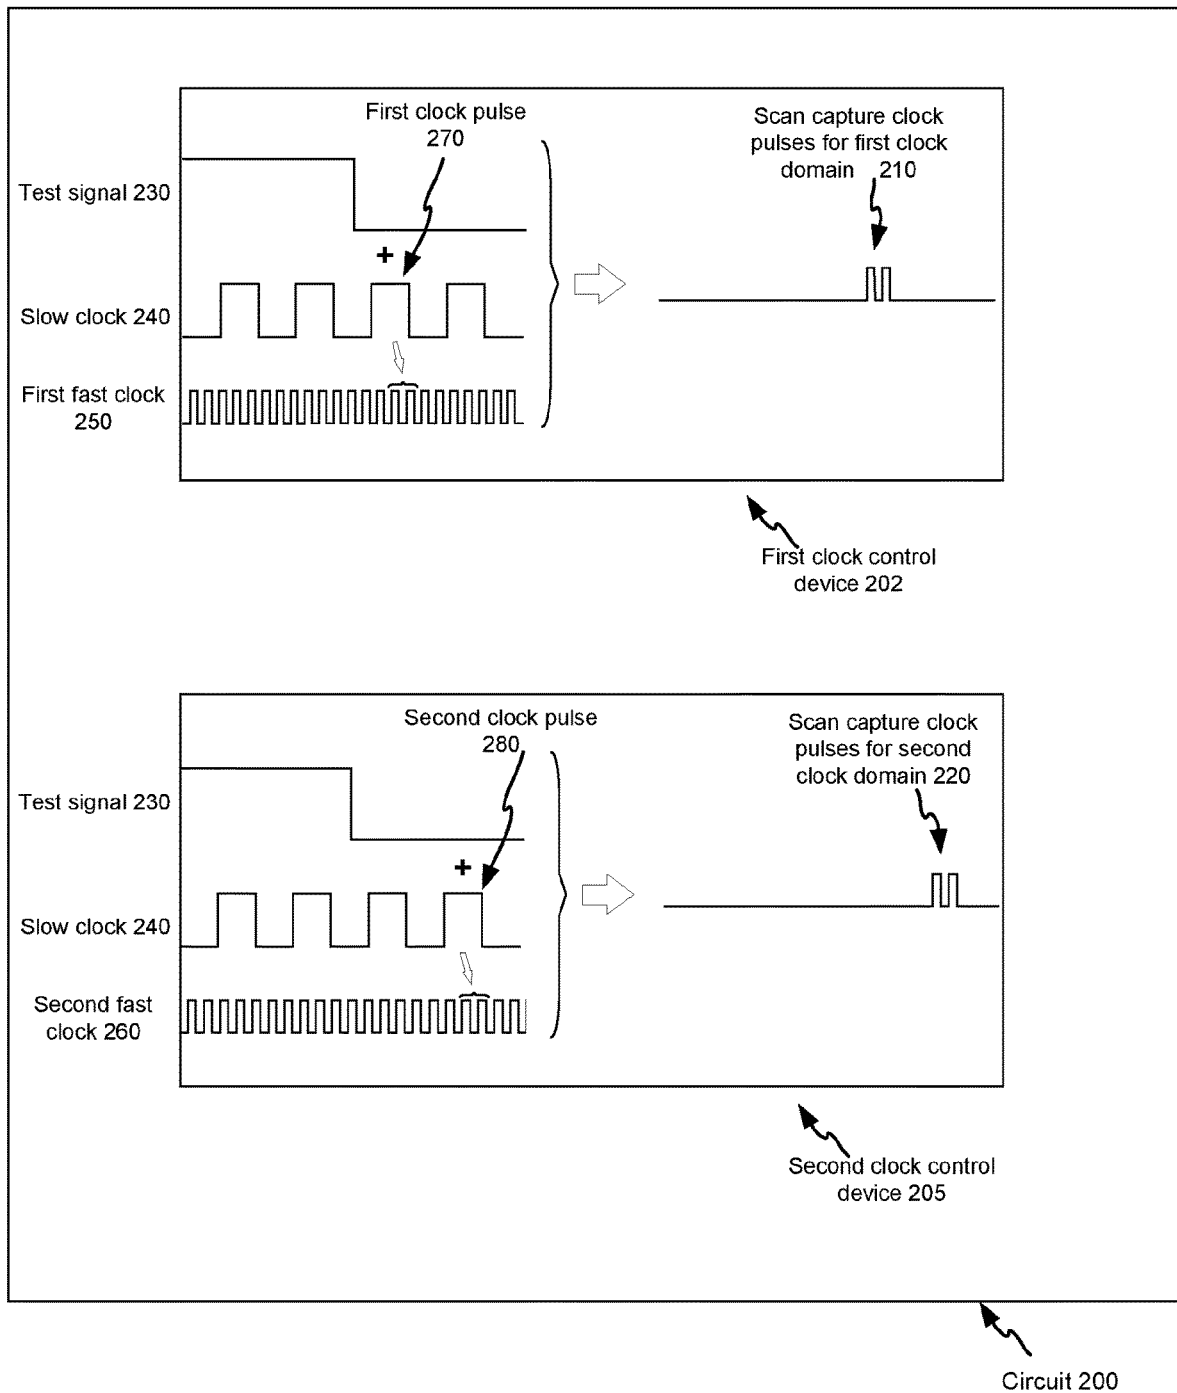 First clock pulse
270
Scan capture clock
pulses for first clock
domain 210
Test signal 230
+
Slow clock 240
First fast clock
250
First clock control
device 202
Second clock pulse
280
Scan capture clock
pulses for second
clock domain 220
Test signal 230
+
Slow clock 240
Second fast
clock 260
Second clock control
device 205
Circuit 200